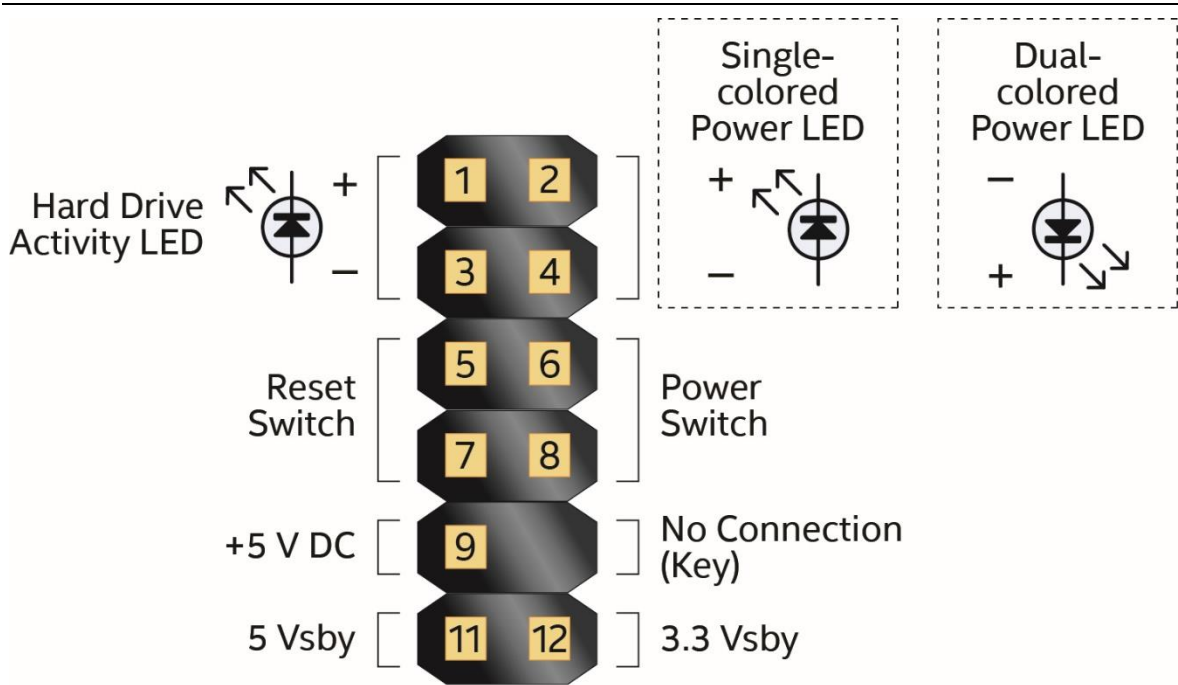 Single-
colored
Power LED
Dual-
colored
Power LED
Hard Drive
Activity LED
+
−
1 2
3 4
+
−
−
+
Reset
Switch
5 6
7 8
Power
Switch
+5 V DC
9
No Connection
(Key)
5 Vsby
11 12
3.3 Vsby